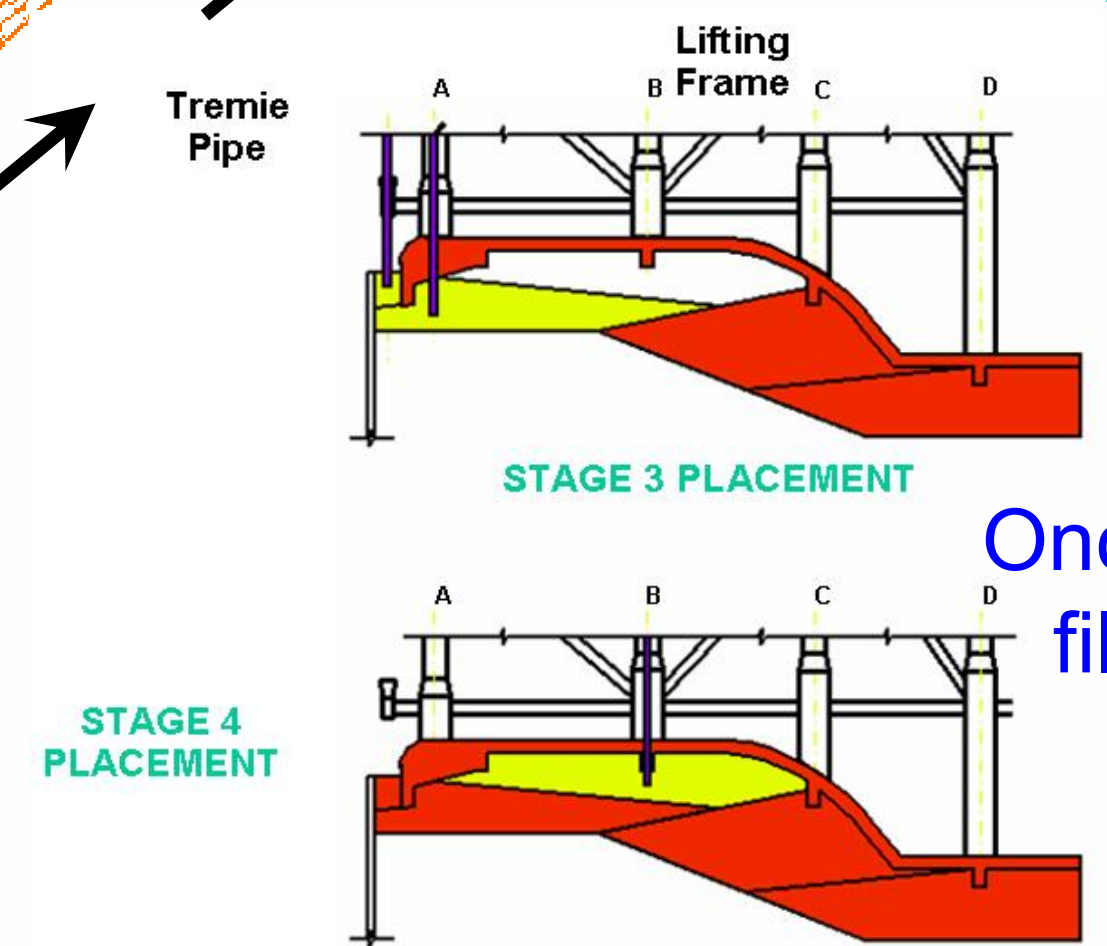 Lifting
Frame
Tremie
Pipe
A
B
C
D
STAGE 3 PLACEMENT
A
B
C
D
STAGE 4
PLACEMENT